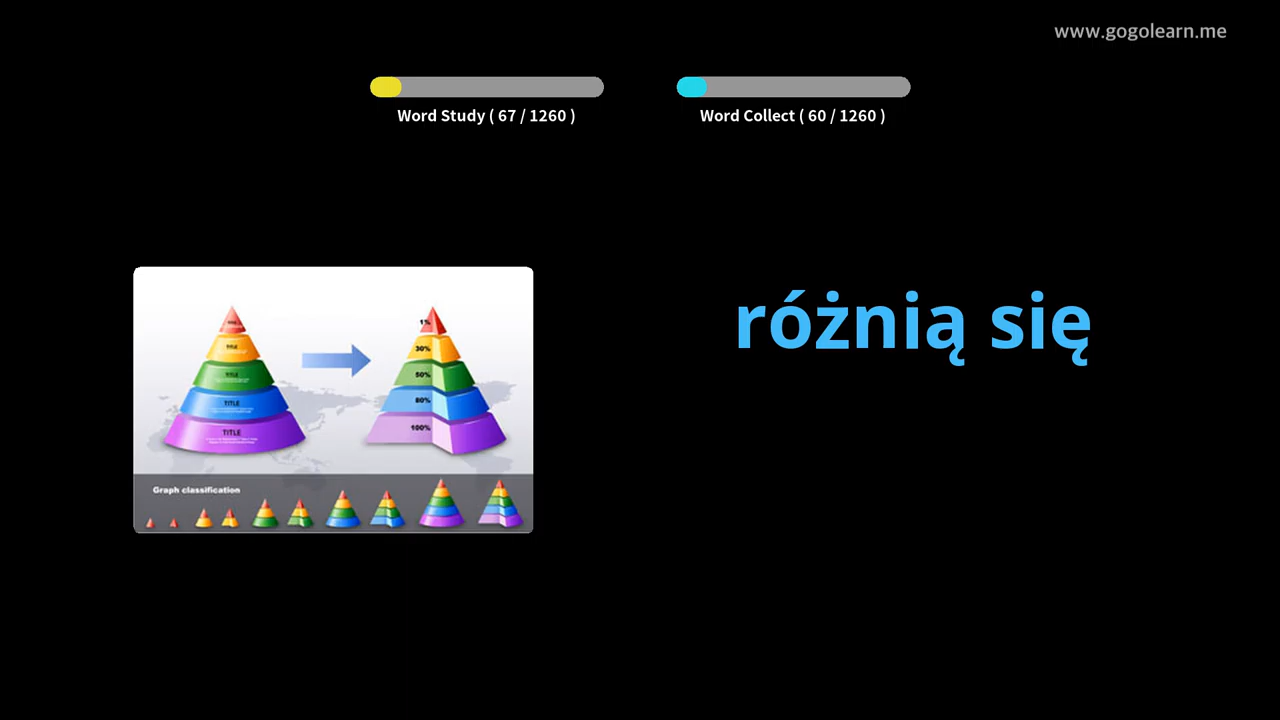 www.gogolearn.me
Word Study ( 67 / 1260 )
Word Collect ( 60 / 1260 )
różnią się
1%
30%
TITLE
50%
TITLE
80%
TITLE
100%
TITLE
Graph classification